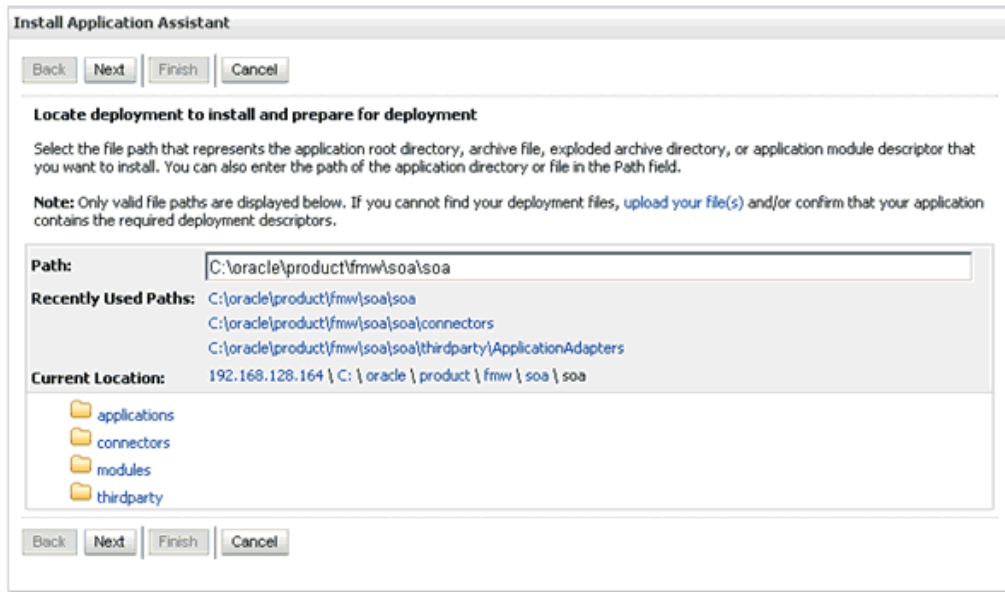 Install Application Assistant
Back Next Finish Cancel
Locate deployment to install and prepare for deployment
Select the file path that represents the application root directory, archive file, exploded archive directory, or application module descriptor that
you want to install. You can also enter the path of the application directory or file in the Path field.
Note: Only valid file paths are displayed below. If you cannot find your deployment files, upload your file(s) and/or confirm that your application
contains the required deployment descriptors.
Path: C:\oracle\product\fmw\soa\soa
Recently Used Paths: C:\oracle\product\fmw\soa\soa
C:\oracle\product\fmw\soa\soa\connectors
C:\oracle\product\fmw\soa\soa\thirdparty\ApplicationAdapters
Current Location: 192.168.128.164 \ C: \ oracle \ product \ fmw \ soa \ soa
applications
connectors
modules
thirdparty
Back Next Finish Cancel